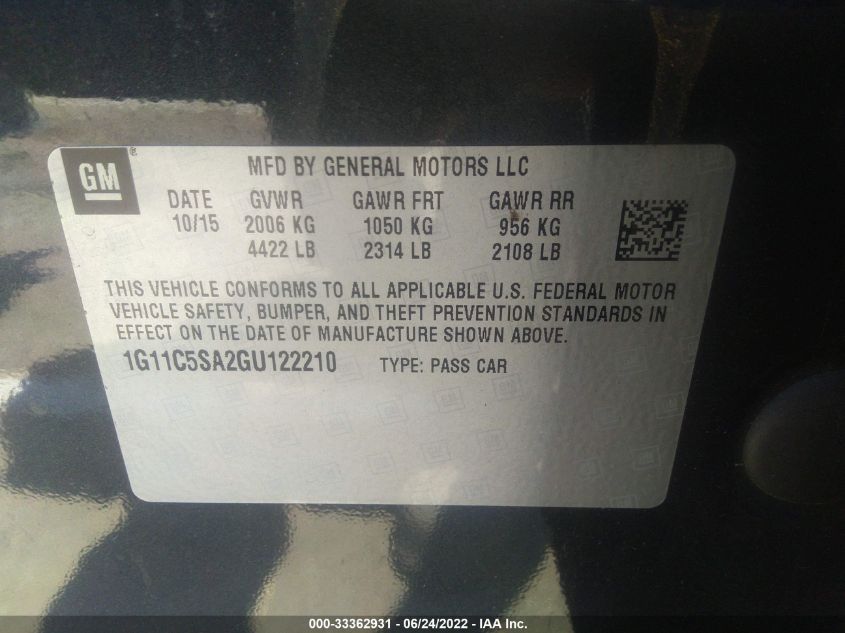 GM ® MFD BY GENERAL MOTORS LLC
DATE GVWR GAWR FRT GAWR RR
10/15 2006 KG 1050 KG 956 KG
4422 LB 2314 LB 2108 LB
THIS VEHICLE CONFORMS TO ALL APPLICABLE U.S. FEDERAL MOTOR
VEHICLE SAFETY, BUMPER, AND THEFT PREVENTION STANDARDS IN
EFFECT ON THE DATE OF MANUFACTURE SHOWN ABOVE.
1G11C5SA2GU122210 TYPE: PASS CAR
000-33362931 - 06/24/2022 - IAA Inc.